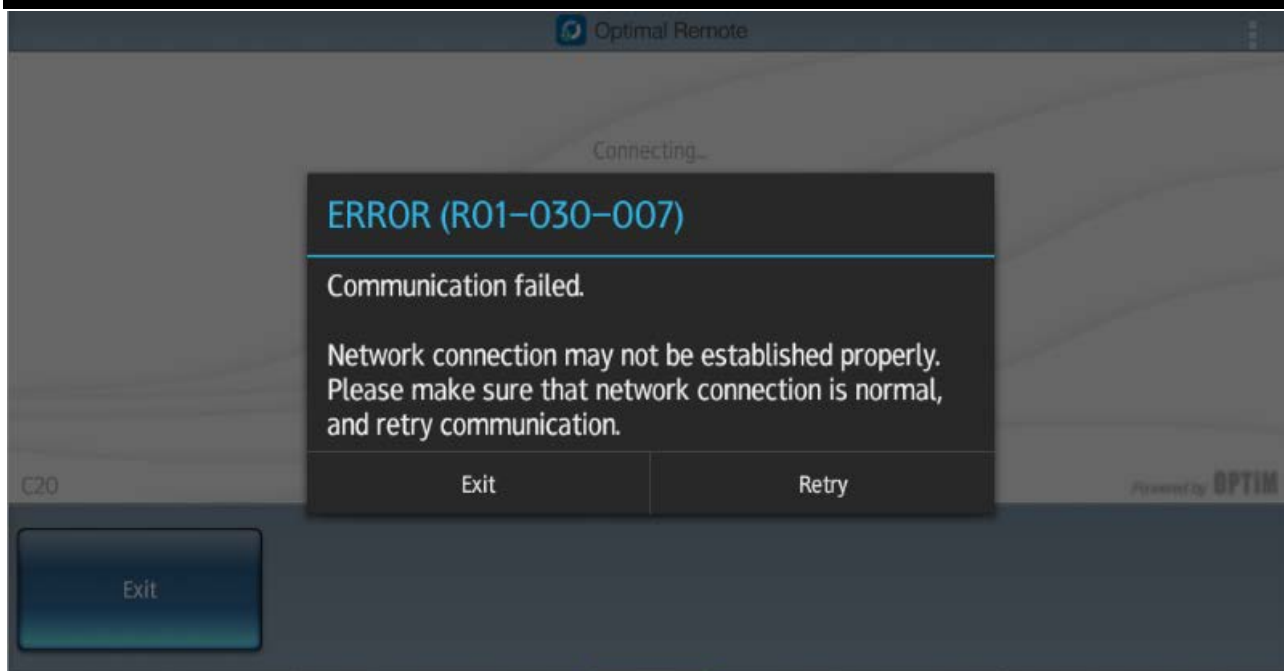 Optimal Remote
Connecting...
ERROR (R01-030-007)
Communication failed.
Network connection may not be established properly.
Please make sure that network connection is normal,
and retry communication.
Exit
Retry
C20
Powered by OPTiM
Exit